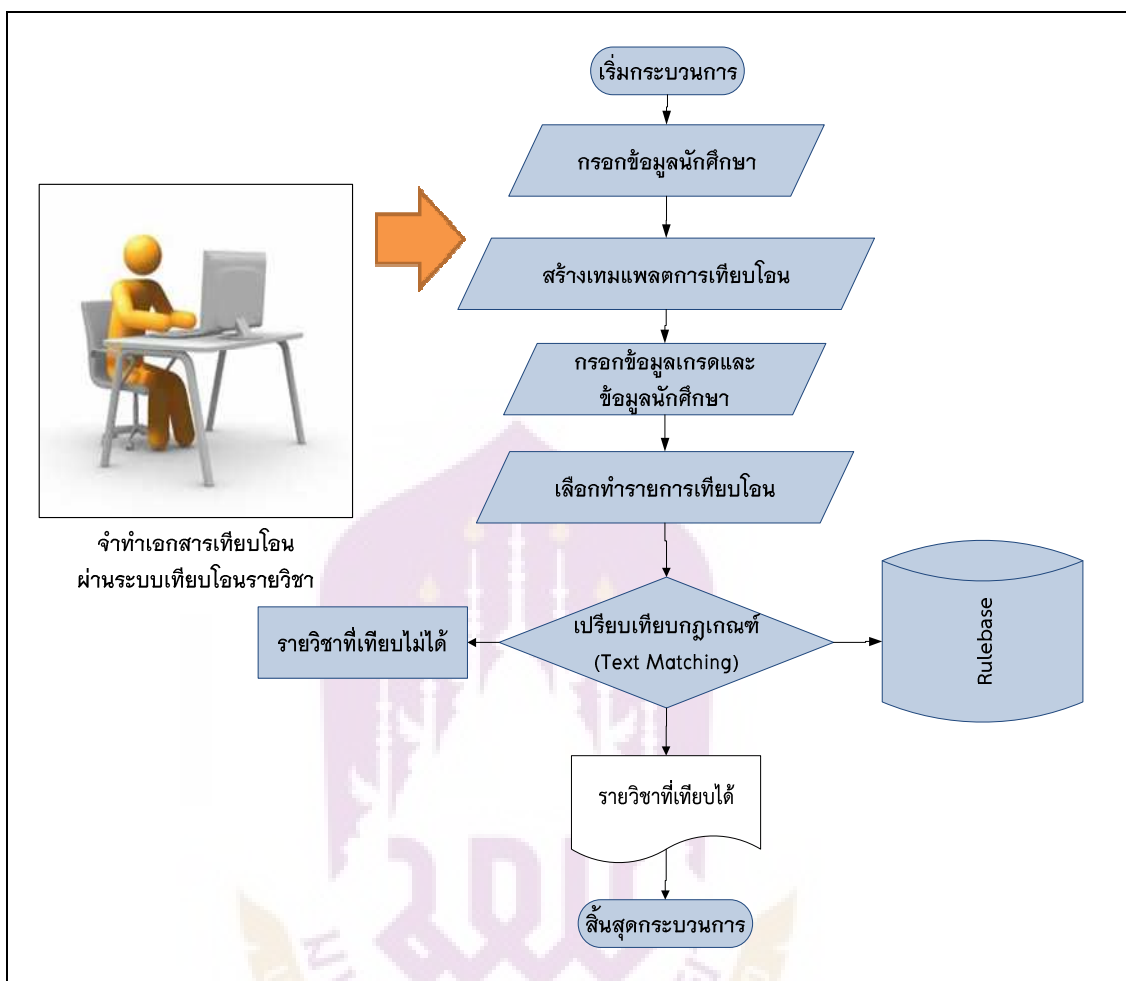 เริ่มกระบวนการ
กรอกข้อมูลนักศึกษา
สร้างเทมแพลตการเทียบโอน
กรอกข้อมูลเกรดและ
ข้อมูลนักศึกษา
เลือกทำรายการเทียบโอน
จำทำเอกสารเทียบโอน
ผ่านระบบเทียบโอนรายวิชา
รายวิชาที่เทียบไม่ได้
เปรียบเทียบกฎเกณฑ์
(Text Matching)
Rulebase
รายวิชาที่เทียบได้
สิ้นสุดกระบวนการ